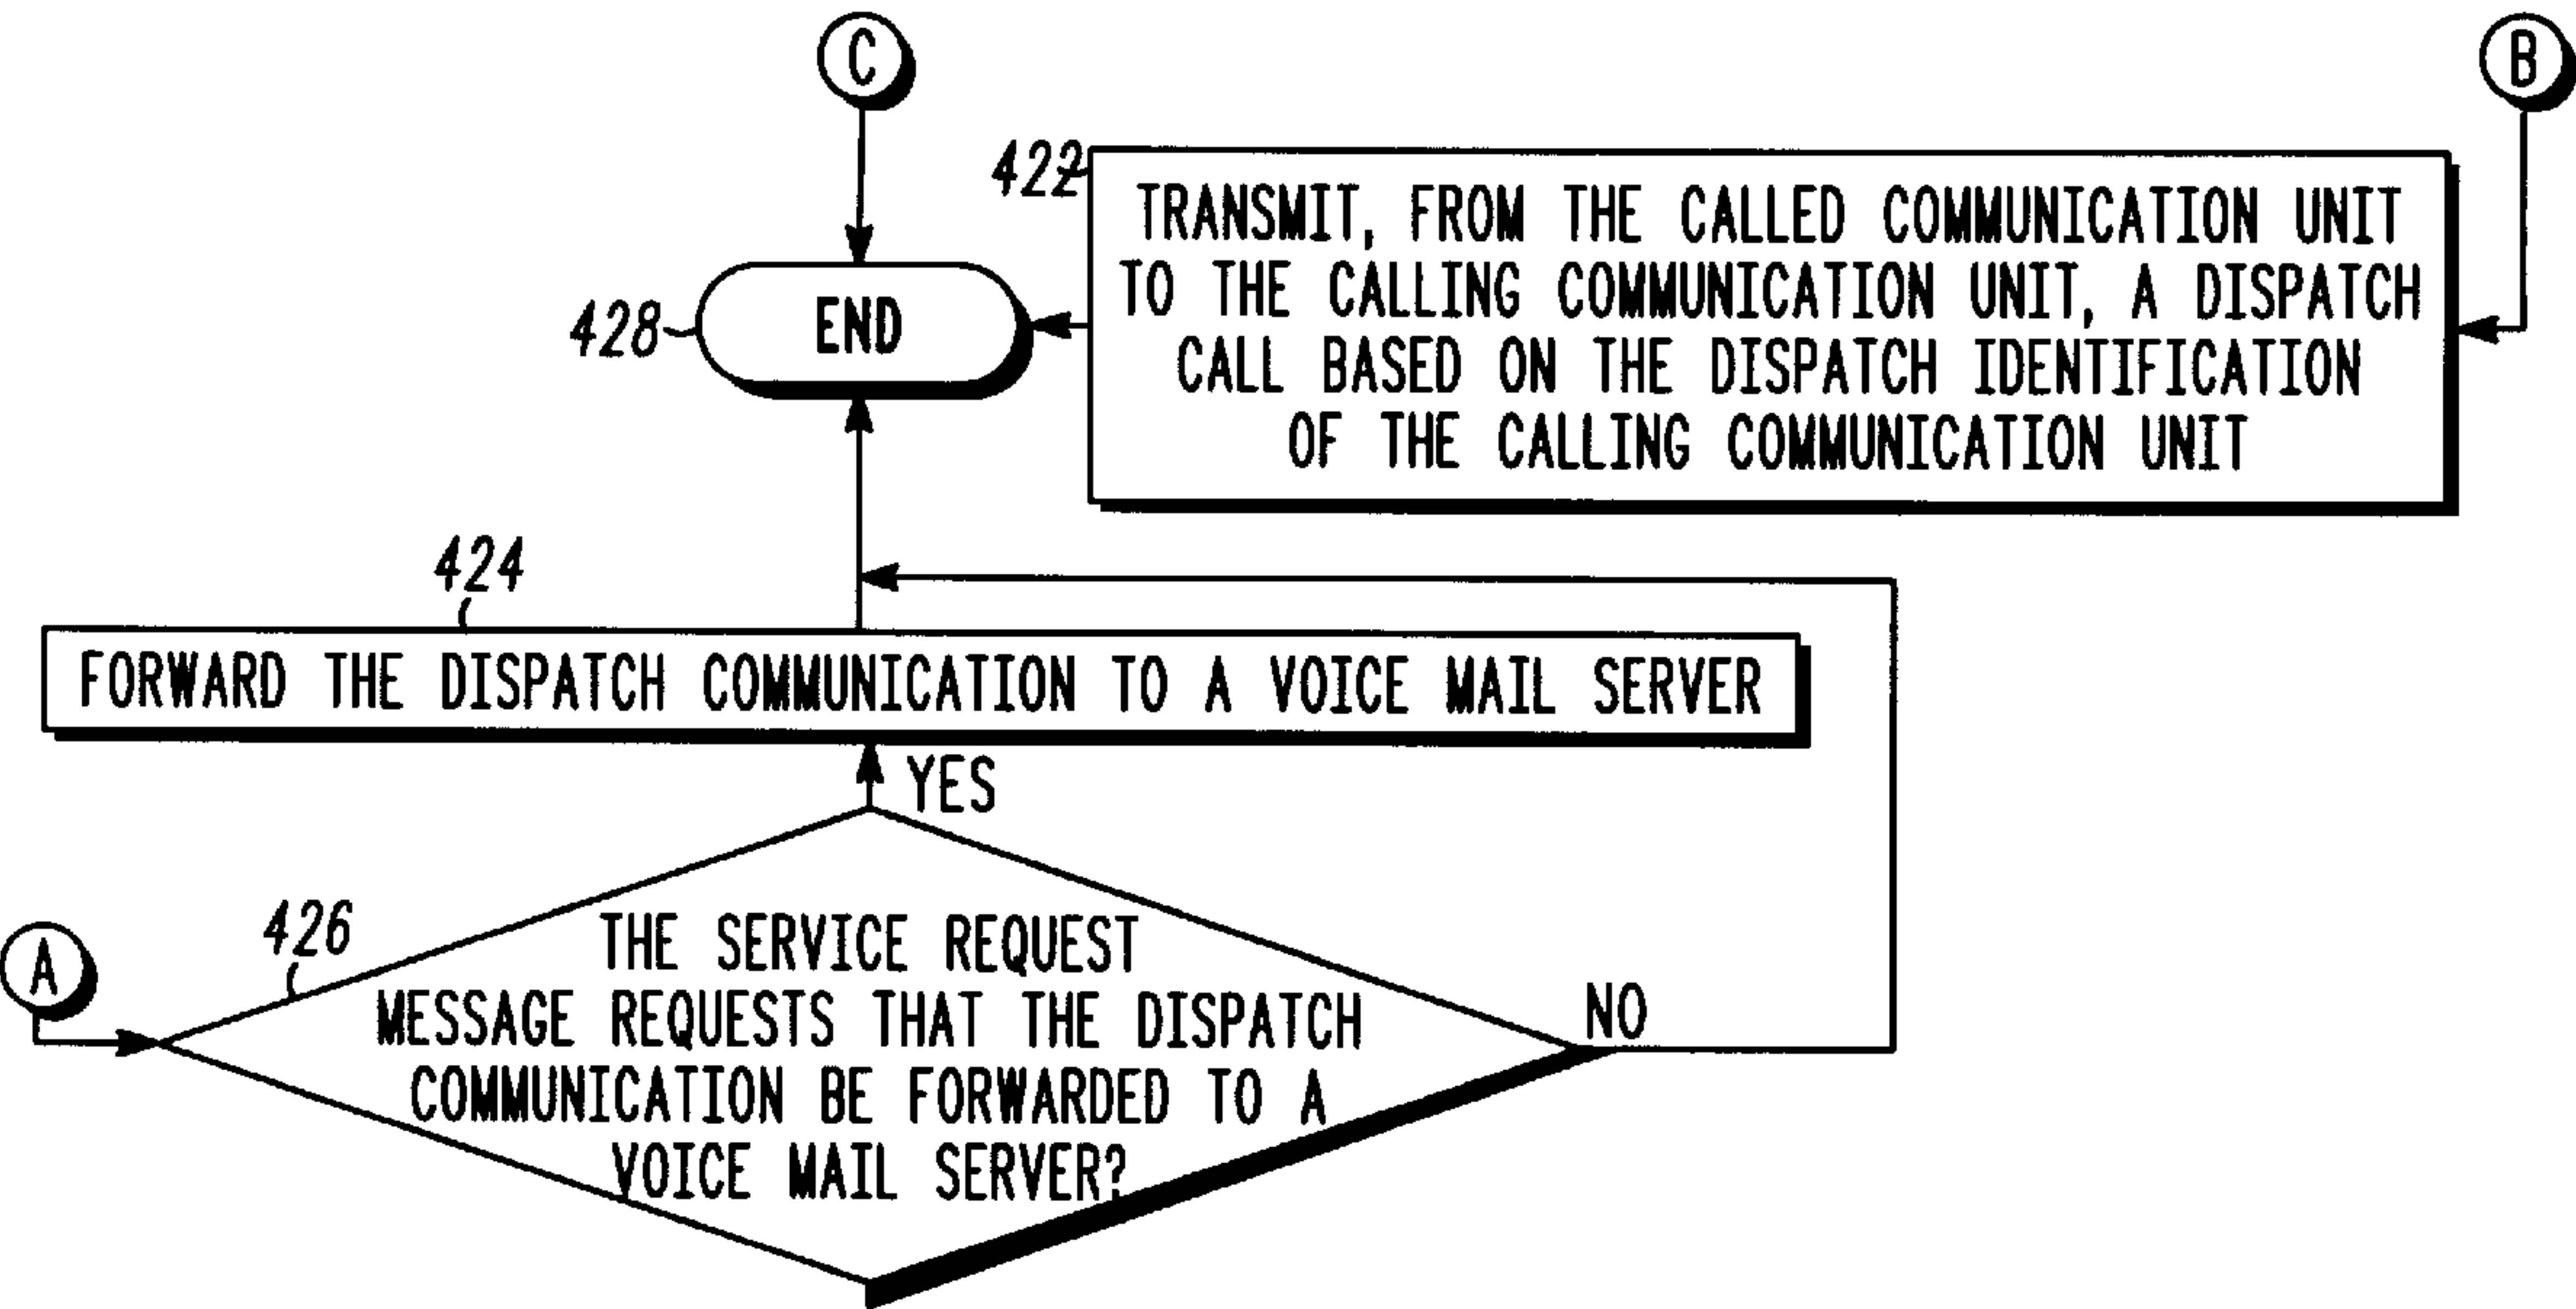 C
B
422
TRANSMIT, FROM THE CALLED COMMUNICATION UNIT
TO THE CALLING COMMUNICATION UNIT, A DISPATCH
CALL BASED ON THE DISPATCH IDENTIFICATION
OF THE CALLING COMMUNICATION UNIT
428
END
424
FORWARD THE DISPATCH COMMUNICATION TO A VOICE MAIL SERVER
YES
A
426
THE SERVICE REQUEST
MESSAGE REQUESTS THAT THE DISPATCH
COMMUNICATION BE FORWARDED TO A
VOICE MAIL SERVER?
NO